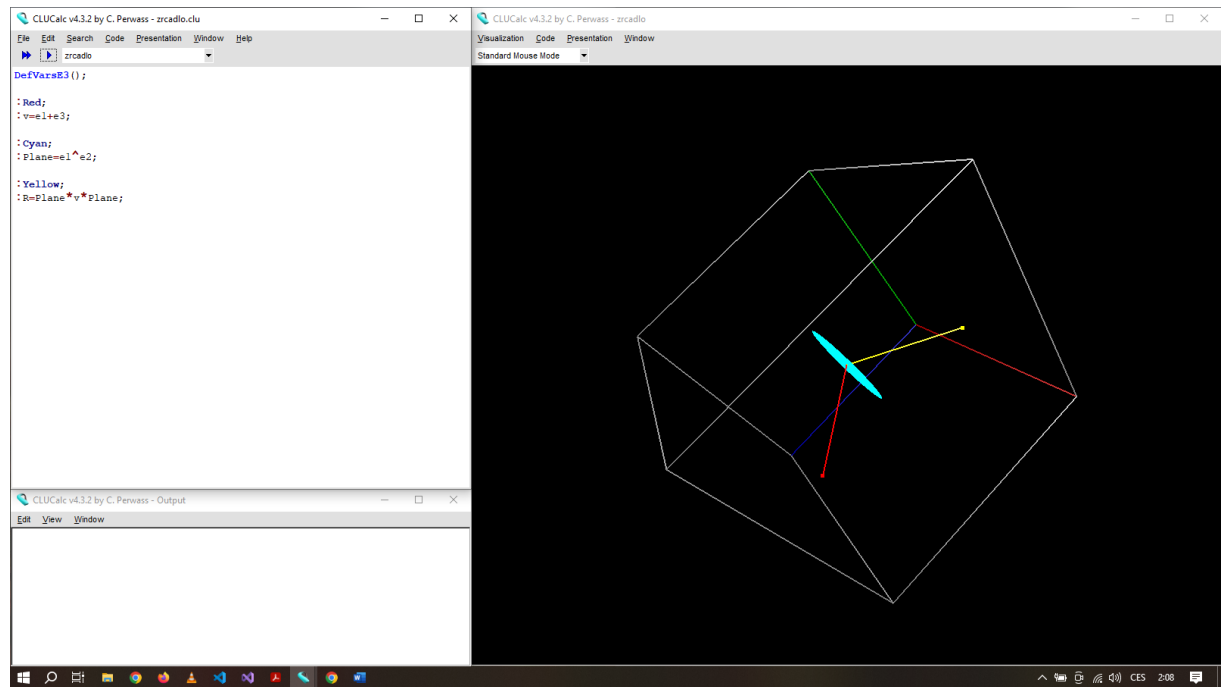 CLUCalc v4.3.2 by C. Perwass - zrcadlo.clu
File Edit Search Code Presentation Window Help
zrcadlo
DefVarsE3();
:Red;
:v=e1+e3;
:Cyan;
:Plane=e1^e2;
:Yellow;
:R=Plane*v*Plane;
CLUCalc v4.3.2 by C. Perwass - Output
Edit View Window
CLUCalc v4.3.2 by C. Perwass - zrcadlo
Visualization Code Presentation Window
Standard Mouse Mode
CES 2:08